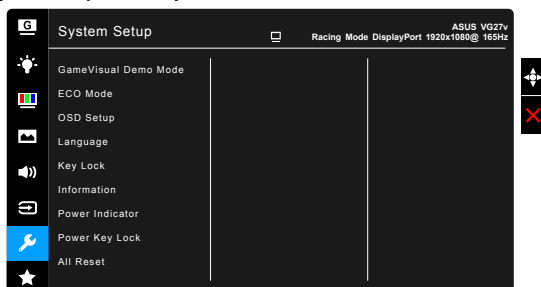 G
System Setup
ASUS VG27v
Racing Mode DisplayPort 1920x1080@ 165Hz
GameVisual Demo Mode
ECO Mode
OSD Setup
Language
Key Lock
Information
Power Indicator
Power Key Lock
All Reset